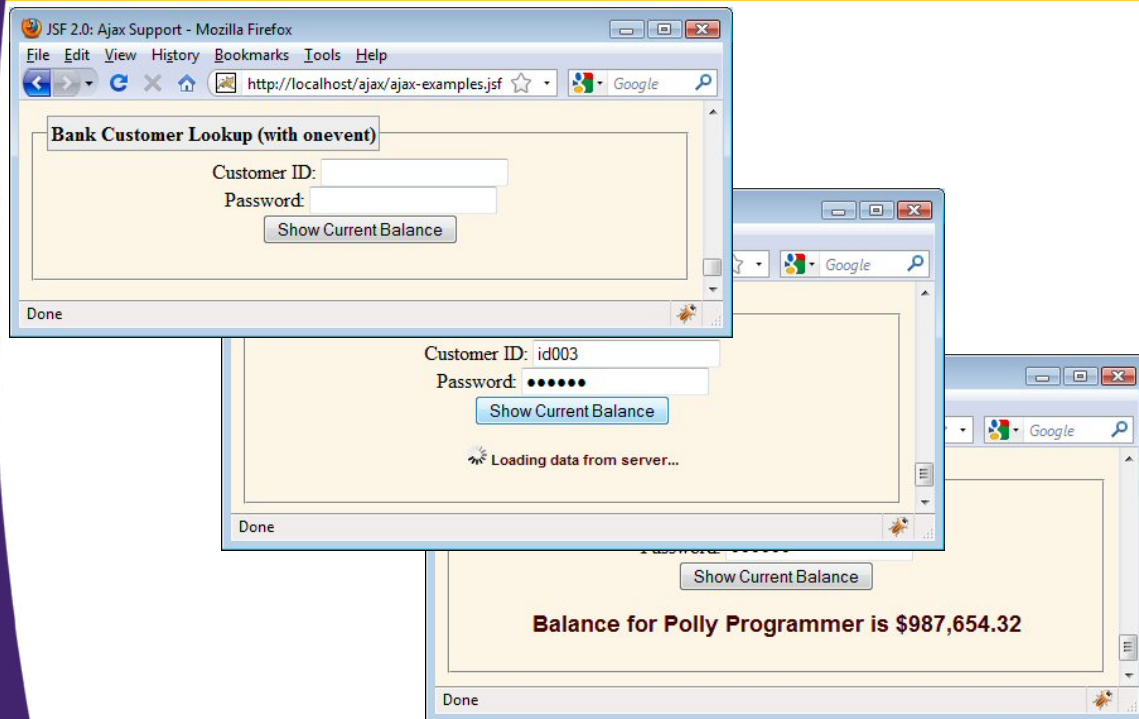 JSF 2.0: Ajax Support - Mozilla Firefox
File Edit View History Bookmarks Tools Help
http://localhost/ajax/ajax-examples.jsf
Google
Bank Customer Lookup (with onevent)
Customer ID:
Password:
Show Current Balance
Done
Google
Customer ID: id003
Password: ●●●●●●
Show Current Balance
Loading data from server...
Done
Google
Password:
Show Current Balance
Balance for Polly Programmer is $987,654.32
Done